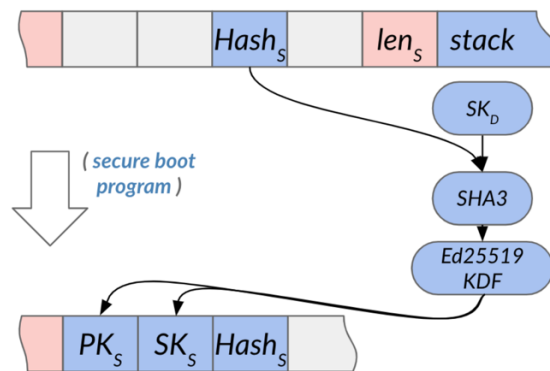 Hash_S len_S stack
SK_D
( secure boot
program )
SHA3
Ed25519
KDF
PK_S SK_S Hash_S